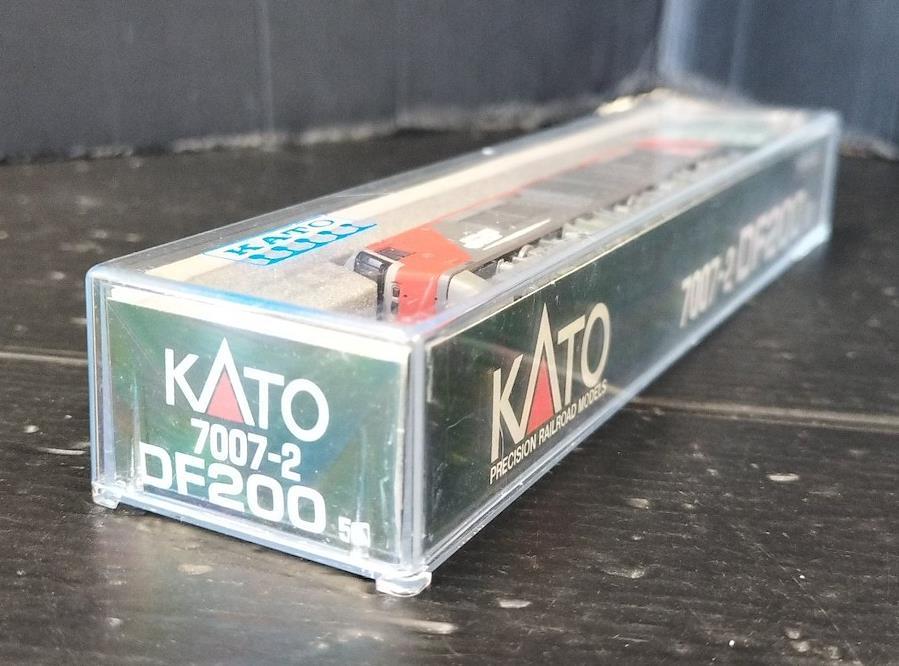 KATO
KATO
7007-2
DF200 50
KATO
PRECISION RAILROAD MODELS
7007-2 DF200